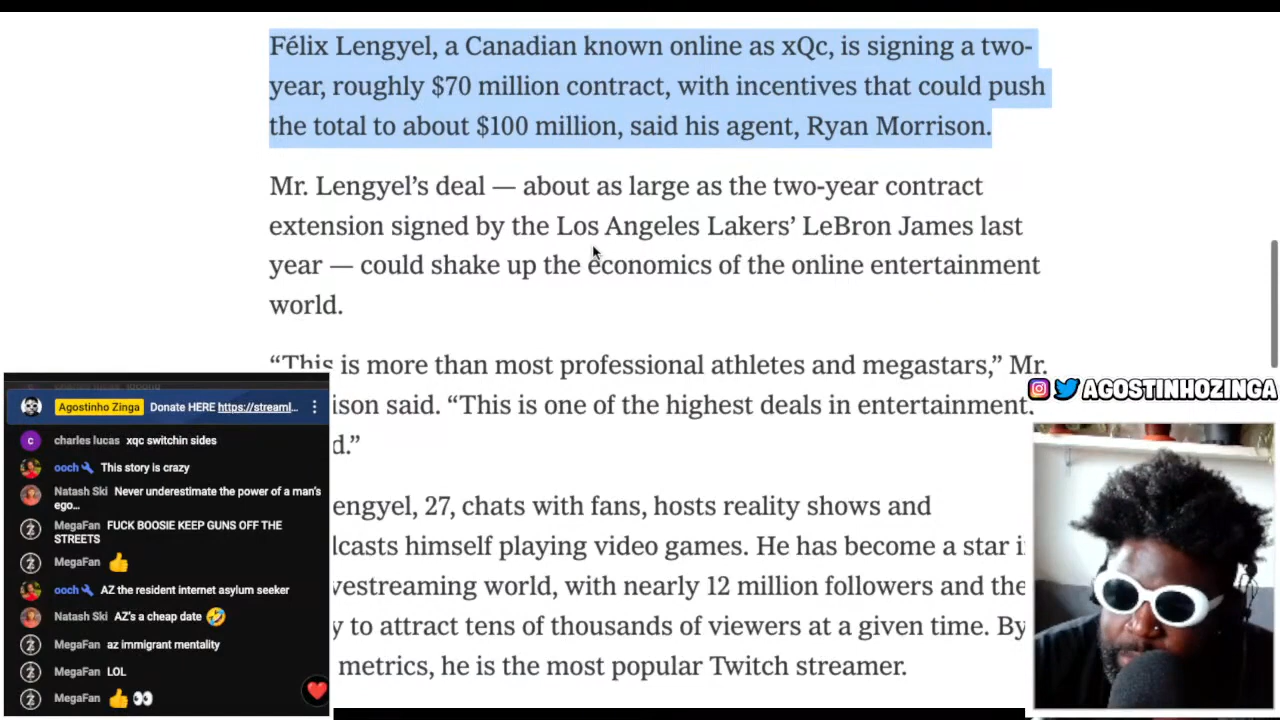 Félix Lengyel, a Canadian known online as xQc, is signing a two-
year, roughly $70 million contract, with incentives that could push
the total to about $100 million, said his agent, Ryan Morrison.
Mr. Lengyel’s deal — about as large as the two-year contract
extension signed by the Los Angeles Lakers’ LeBron James last
year — could shake up the economics of the online entertainment
world.
“This is more than most professional athletes and megastars,” Mr.
ison said. “This is one of the highest deals in entertainment.
d.”
engyel, 27, chats with fans, hosts reality shows and
lcasts himself playing video games. He has become a star i
vestreaming world, with nearly 12 million followers and the
y to attract tens of thousands of viewers at a given time. By
metrics, he is the most popular Twitch streamer.
Agostinho Zinga Donate HERE https://streaml...
c charles lucas xqc switchin sides
ooch This story is crazy
Natash Ski Never underestimate the power of a man’s
ego…
MegaFan FUCK BOOSIE KEEP GUNS OFF THE
STREETS
MegaFan 👍
ooch AZ the resident internet asylum seeker
Natash Ski AZ’s a cheap date 🤣
MegaFan az immigrant mentality
MegaFan LOL
MegaFan 👍👀
AGOSTINHOZINGA